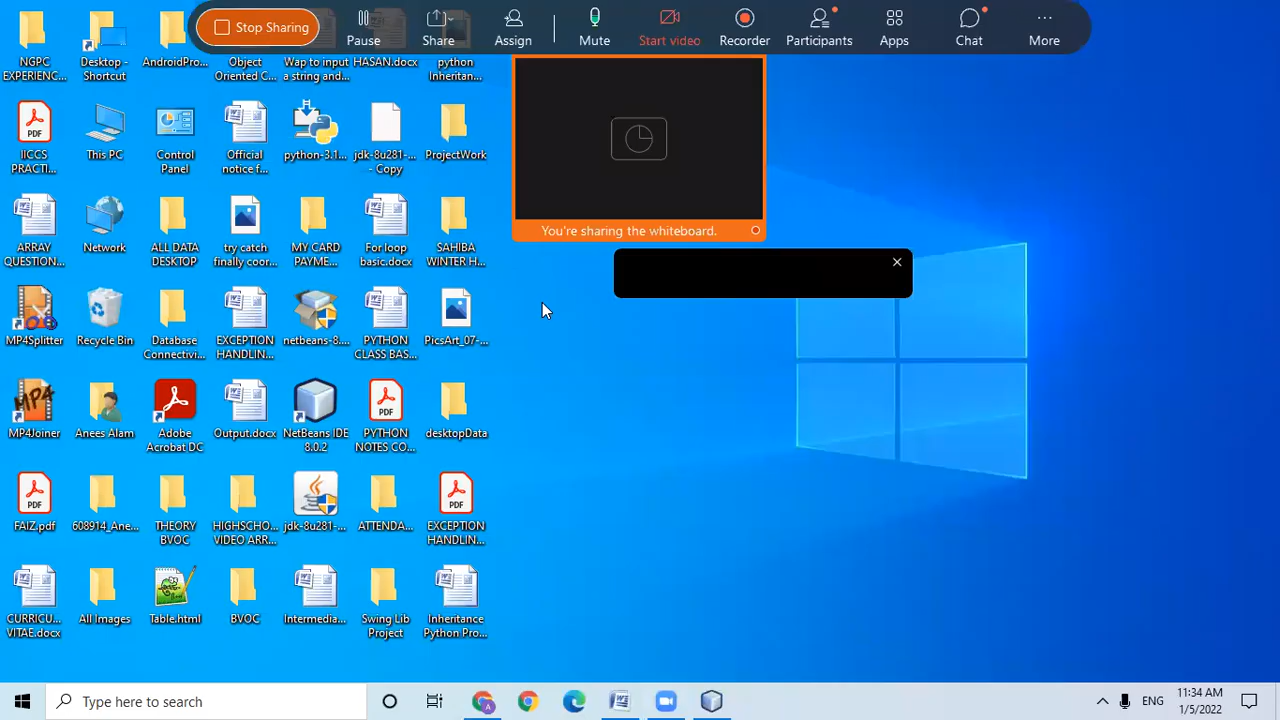 Stop Sharing
Pause
Share
Assign
Mute
Start video
Recorder
Participants
Apps
Chat
More
NGPC
EXPERIENC...
Desktop -
Shortcut
AndroidPro...
Object
Oriented C...
Wap to input
a string and...
HASAN.docx
python
Inheritan...
You're sharing the whiteboard.
PDF
IICCS
PRACTI...
This PC
Control
Panel
Official
notice f...
python-3.1...
jdk-8u281-...
- Copy
ProjectWork
ARRAY
QUESTION...
Network
ALL DATA
DESKTOP
try catch
finally coor...
MY CARD
PAYME...
For loop
basic.docx
SAHIBA
WINTER H...
MP4Splitter
Recycle Bin
Database
Connectivi...
EXCEPTION
HANDLIN...
netbeans-8....
PYTHON
CLASS BAS...
PicsArt_07-...
MP4
MP4Joiner
Anees Alam
Adobe
Acrobat DC
Output.docx
NetBeans IDE
8.0.2
PDF
PYTHON
NOTES CO...
desktopData
PDF
FAIZ.pdf
608914_Ane...
THEORY
BVOC
HIGHSCHO...
VIDEO ARR...
jdk-8u281-...
ATTENDA...
PDF
EXCEPTION
HANDLIN...
CURRICU...
VITAE.docx
All Images
Table.html
BVOC
Intermedia...
Swing Lib
Project
Inheritance
Python Pro...
Type here to search
ENG
11:34 AM
1/5/2022